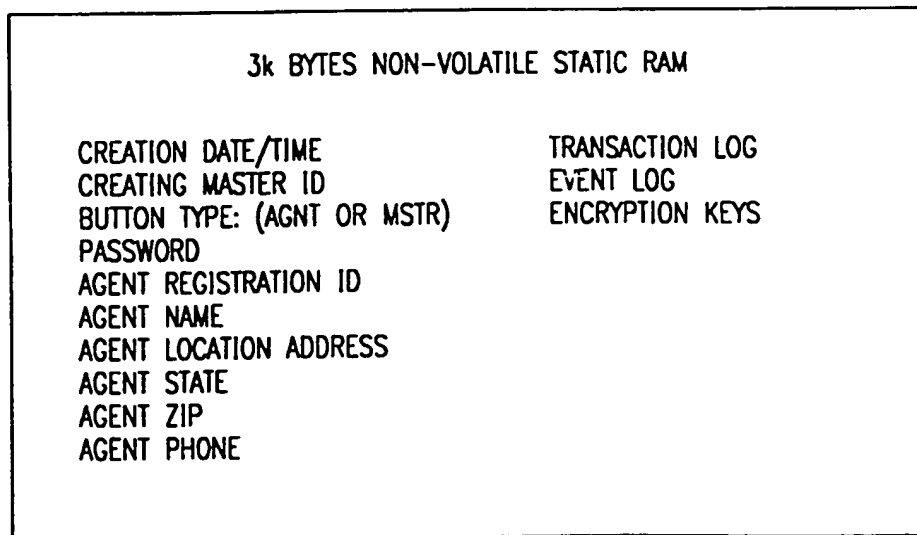 3k BYTES NON-VOLATILE STATIC RAM
CREATION DATE/TIME
CREATING MASTER ID
BUTTON TYPE: (AGNT OR MSTR)
PASSWORD
AGENT REGISTRATION ID
AGENT NAME
AGENT LOCATION ADDRESS
AGENT STATE
AGENT ZIP
AGENT PHONE
TRANSACTION LOG
EVENT LOG
ENCRYPTION KEYS